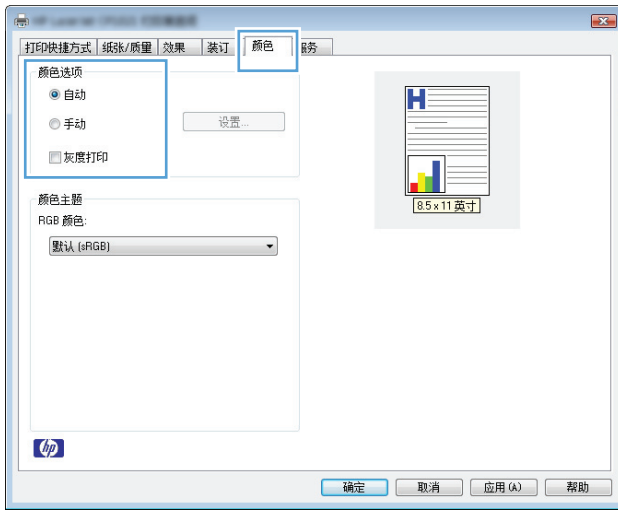 打印快捷方式 纸张/质量 效果 装订 颜色 服务
颜色选项
自动
手动
设置...
灰度打印
颜色主题
RGB 颜色:
默认 (sRGB)
H
8.5 x 11 英寸
hp
确定 取消 应用 (A) 帮助